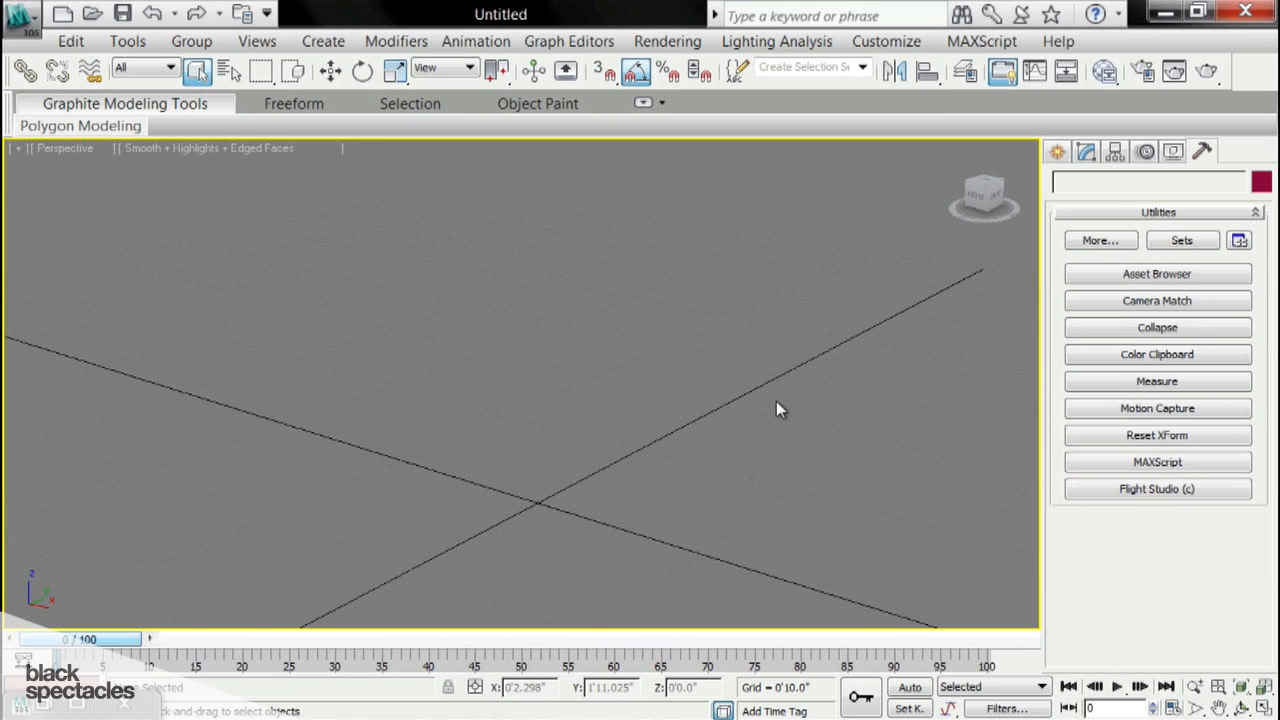 3DS
Untitled
Type a keyword or phrase
Edit Tools Group Views Create Modifiers Animation Graph Editors Rendering Lighting Analysis Customize MAXScript Help
All View 3 Create Selection Se
Graphite Modeling Tools Freeform Selection Object Paint
Polygon Modeling
[ + ][ Perspective ][ Smooth + Highlights + Edged Faces ]
Utilities
More... Sets
Asset Browser
Camera Match
Collapse
Color Clipboard
Measure
Motion Capture
Reset XForm
MAXScript
Flight Studio (c)
z
y
x
0 / 100
5 10 15 20 25 30 35 40 45 50 55 60 65 70 75 80 85 90 95 100
black
spectacles
Selected X: 0'2.298" Y: 1'11.025" Z: 0'0.0" Grid = 0'10.0" Auto Selected
-and-drag to select objects Add Time Tag Set K. Filters... 0